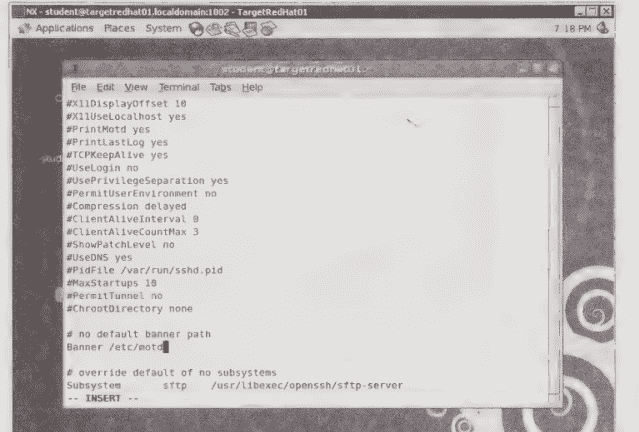 NX - student@targetredhat01.localdomain:1002 - TargetRedHat01
Applications Places System 7:18 PM
student@targetredhat01:~
File Edit View Terminal Tabs Help
#X11DisplayOffset 10
#X11UseLocalhost yes
#PrintMotd yes
#PrintLastLog yes
#TCPKeepAlive yes
#UseLogin no
#UsePrivilegeSeparation yes
#PermitUserEnvironment no
#Compression delayed
#ClientAliveInterval 0
#ClientAliveCountMax 3
#ShowPatchLevel no
#UseDNS yes
#PidFile /var/run/sshd.pid
#MaxStartups 10
#PermitTunnel no
#ChrootDirectory none
# no default banner path
Banner /etc/motd
# override default of no subsystems
Subsystem sftp /usr/libexec/openssh/sftp-server
-- INSERT --